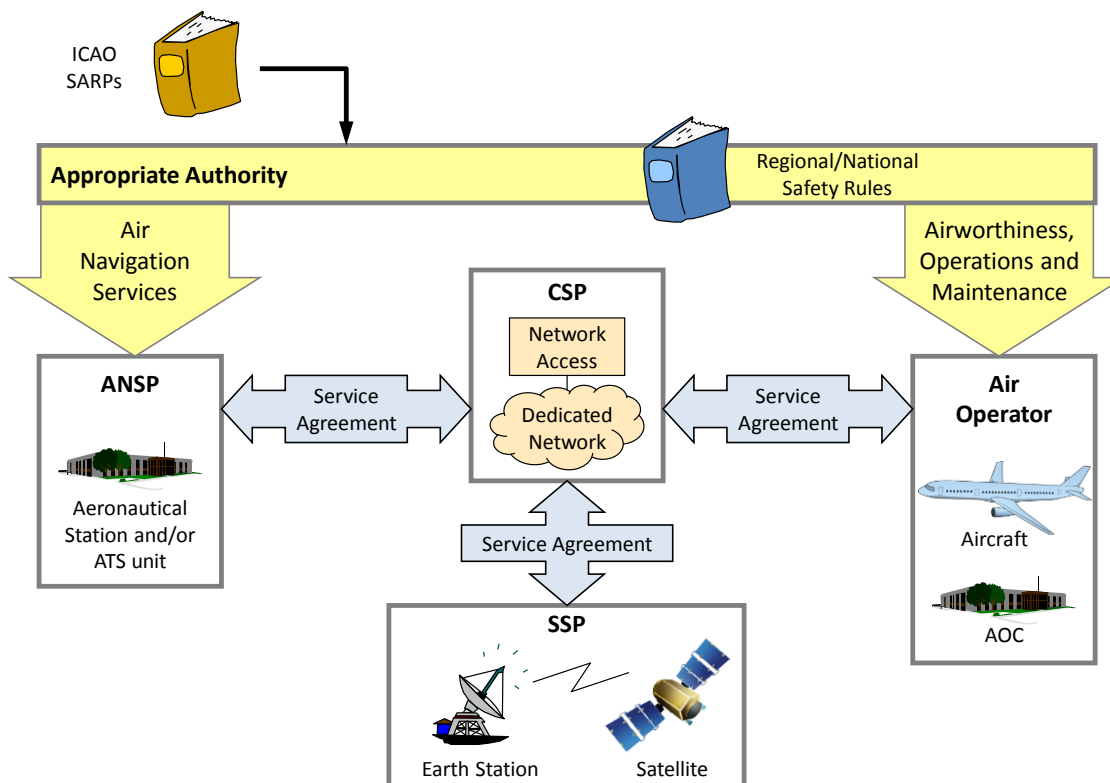 ICAO
SARPs
Appropriate Authority
Regional/National
Safety Rules
Air
Navigation
Services
Airworthiness,
Operations and
Maintenance
CSP
Network
Access
Dedicated
Network
ANSP
Aeronautical
Station and/or
ATS unit
Service
Agreement
Service
Agreement
Air
Operator
Aircraft
AOC
Service Agreement
SSP
Earth Station
Satellite